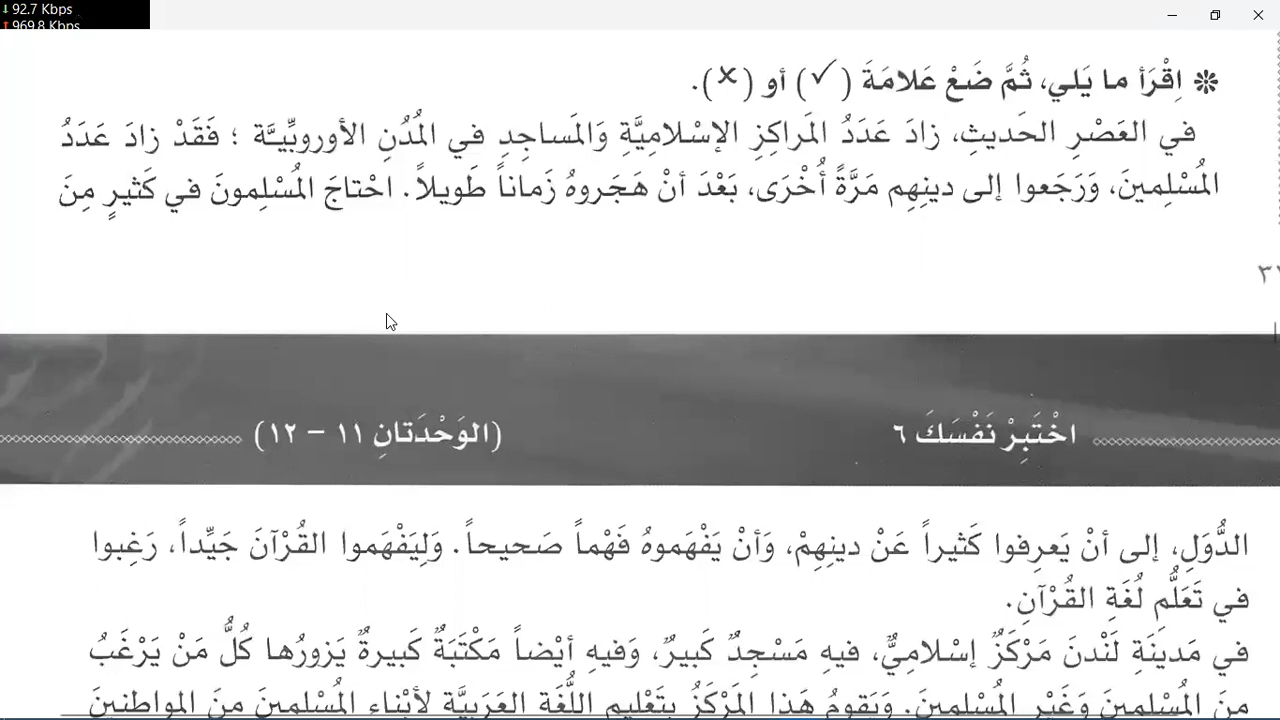 ↓ 92.7 Kbps
↑ 969.8 Kbps
❊ اِقْرَأ ما يَلي، ثُمَّ ضَعْ عَلامَةَ (✓) أو (×).
في العَصْرِ الحَديثِ، زادَ عَدَدُ المَراكِزِ الإسْلامِيَّةِ وَالمَساجِدِ في المُدُنِ الأوروبِّيـَّة ؛ فَقَدْ زادَ عَدَدُ
المُسْلِمينَ، وَرَجَعوا إلى دينِهِم مَرَّةً أُخْرَى، بَعْدَ أنْ هَجَروهُ زَماناً طَويلاً. احْتاجَ المُسْلِمونَ في كَثيرٍ مِنَ
اخْتَبِرْ نَفْسَكَ ٦
(الوَحْدَتانِ ١١ – ١٢)
الدُّوَلِ، إلى أنْ يَعرِفوا كَثيراً عَنْ دينِهِمْ، وَأنْ يَفْهَموهُ فَهْماً صَحيحاً. وَلِيَفْهَموا القُرْآنَ جَيِّداً، رَغِبوا
في تَعَلُّمِ لُغَةِ القُرْآنِ.
في مَدينَةِ لَنْدنَ مَرْكَزٌ إسْلامِيٌّ، فيهِ مَسْجِدٌ كَبيرٌ، وَفيهِ أيْضاً مَكْتَبَةٌ كَبيرةٌ يَزورُها كُلُّ مَنْ يَرْغَبُ
مِنَ المُسْلِمينَ وَغَيْرِ المُسْلِمينَ. وَيَقومُ هَذا المَرْكَزُ بِتَعْليمِ اللُّغَةِ العَرَبِيَّةِ لأبْناءِ المُسْلِمينَ مِنَ المواطِنينَ